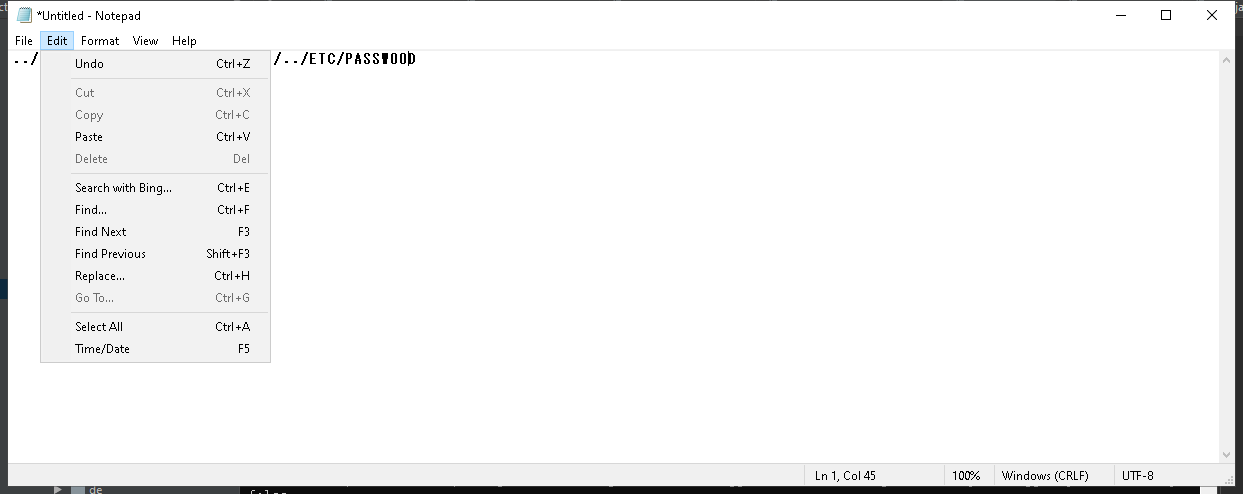 *Untitled - Notepad
File Edit Format View Help
../
/../ETC/PASSWOOD
Undo Ctrl+Z
Cut Ctrl+X
Copy Ctrl+C
Paste Ctrl+V
Delete Del
Search with Bing... Ctrl+E
Find... Ctrl+F
Find Next F3
Find Previous Shift+F3
Replace... Ctrl+H
Go To... Ctrl+G
Select All Ctrl+A
Time/Date F5
Ln 1, Col 45 100% Windows (CRLF) UTF-8
de